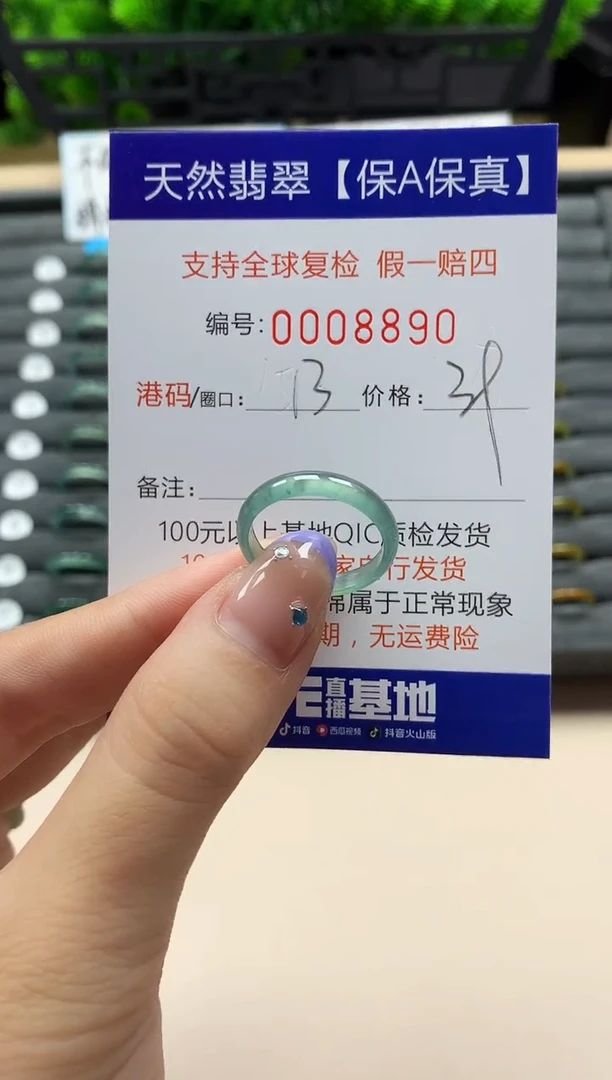 天然翡翠【保A保真】
支持全球复检 假一赔四
编号:0008890
港码/圈口: 13 价格:
备注:
100元以上基地QIC质检发货
家自行发货
属于正常现象
期，无运费险
直播基地
抖音 西瓜视频 抖音火山版